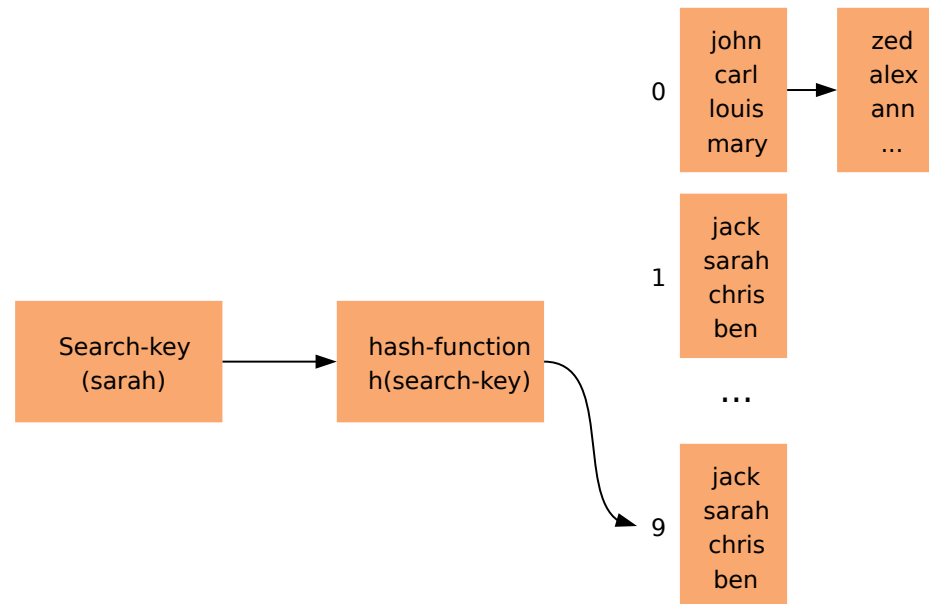 Search-key
(sarah)
hash-function
h(search-key)
0
john
carl
louis
mary
zed
alex
ann
...
1
jack
sarah
chris
ben
...
9
jack
sarah
chris
ben